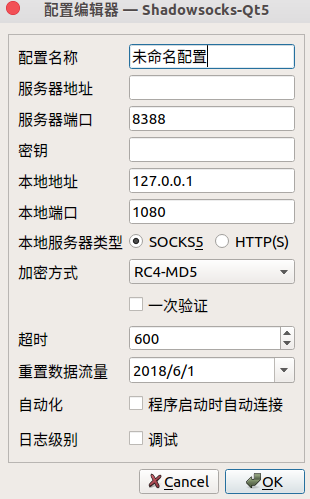 配置编辑器 — Shadowsocks-Qt5
配置名称 未命名配置
服务器地址
服务器端口 8388
密钥
本地地址 127.0.0.1
本地端口 1080
本地服务器类型 SOCKS5 HTTP(S)
加密方式 RC4-MD5
一次验证
超时 600
重置数据流量 2018/6/1
自动化 程序启动时自动连接
日志级别 调试
Cancel OK